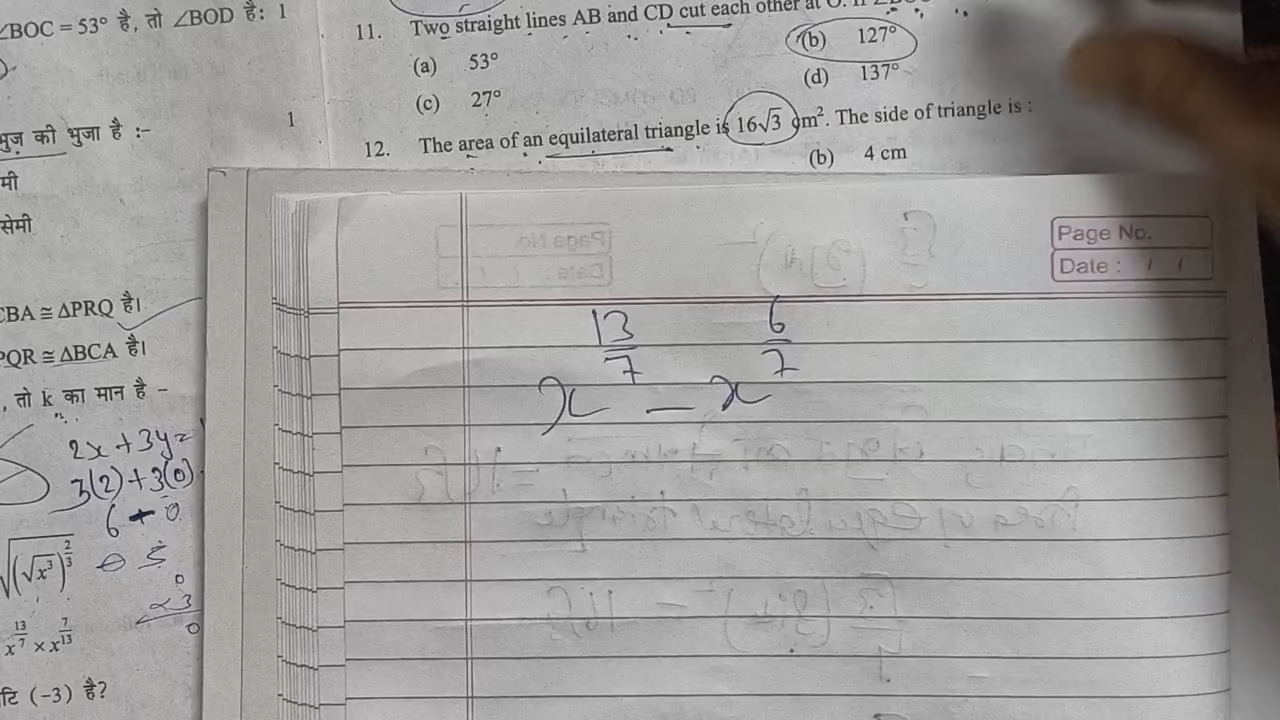 ∠BOC = 53° है, तो ∠BOD है: 1
भुज की भुजा है :- 1
मी
सेमी
CBA ≅ ΔPRQ है।
PQR ≅ ΔBCA है।
, तो k का मान है -
2x + 3y =
3(2) + 3(0)
6 + 0
√(√x³)^(2/3)
x^(13/7) × x^(7/13)
टि (-3) है?
11. Two straight lines AB and CD cut each other at O. If
(a) 53°
(b) 127°
(c) 27°
(d) 137°
12. The area of an equilateral triangle is 16√3 cm². The side of triangle is :
(b) 4 cm
Page No.
Date : / /
x^(13/7) - x^(6/7)